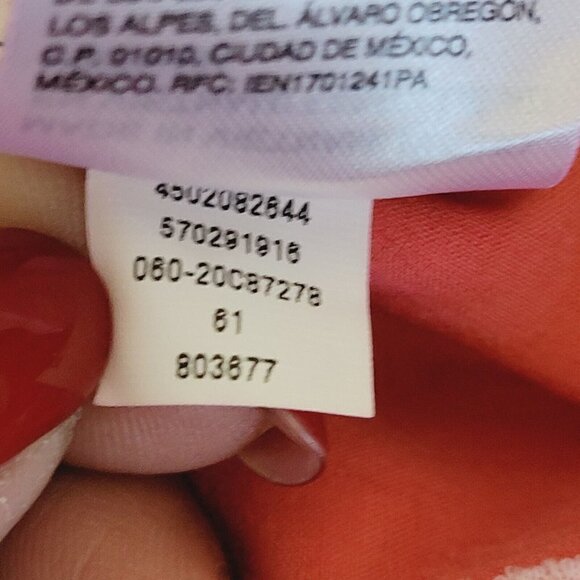 LOS ALPES, DEL. ÁLVARO OBREGÓN,
C.P. 01010, CIUDAD DE MÉXICO,
MÉXICO. RFC: IEN1701241PA
4502082644
570291916
060-20C87278
61
803677